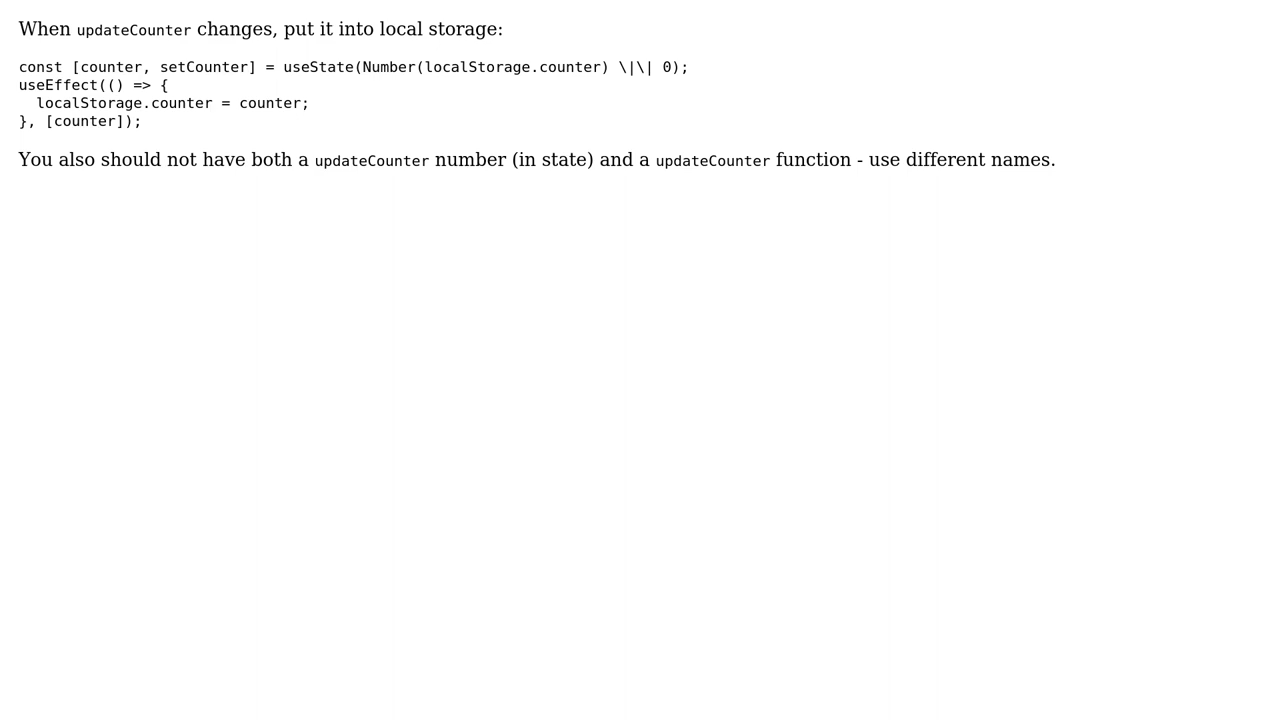 When updateCounter changes, put it into local storage:
const [counter, setCounter] = useState(Number(localStorage.counter) \|\| 0);
useEffect(() => {
  localStorage.counter = counter;
}, [counter]);
You also should not have both a updateCounter number (in state) and a updateCounter function - use different names.